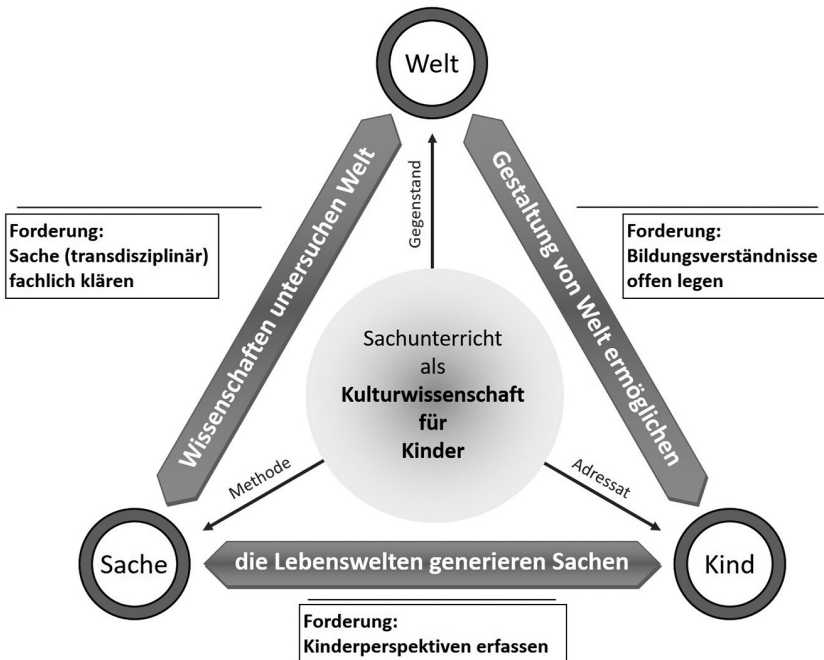 Welt
Wissenschaften untersuchen Welt
Gegenstand
Gestaltung von Welt ermöglichen
Forderung:
Sache (transdisziplinär)
fachlich klären
Forderung:
Bildungsverständnisse
offen legen
Sachunterricht
als
Kulturwissenschaft
für
Kinder
Methode
Adressat
Sache
die Lebenswelten generieren Sachen
Kind
Forderung:
Kinderperspektiven erfassen